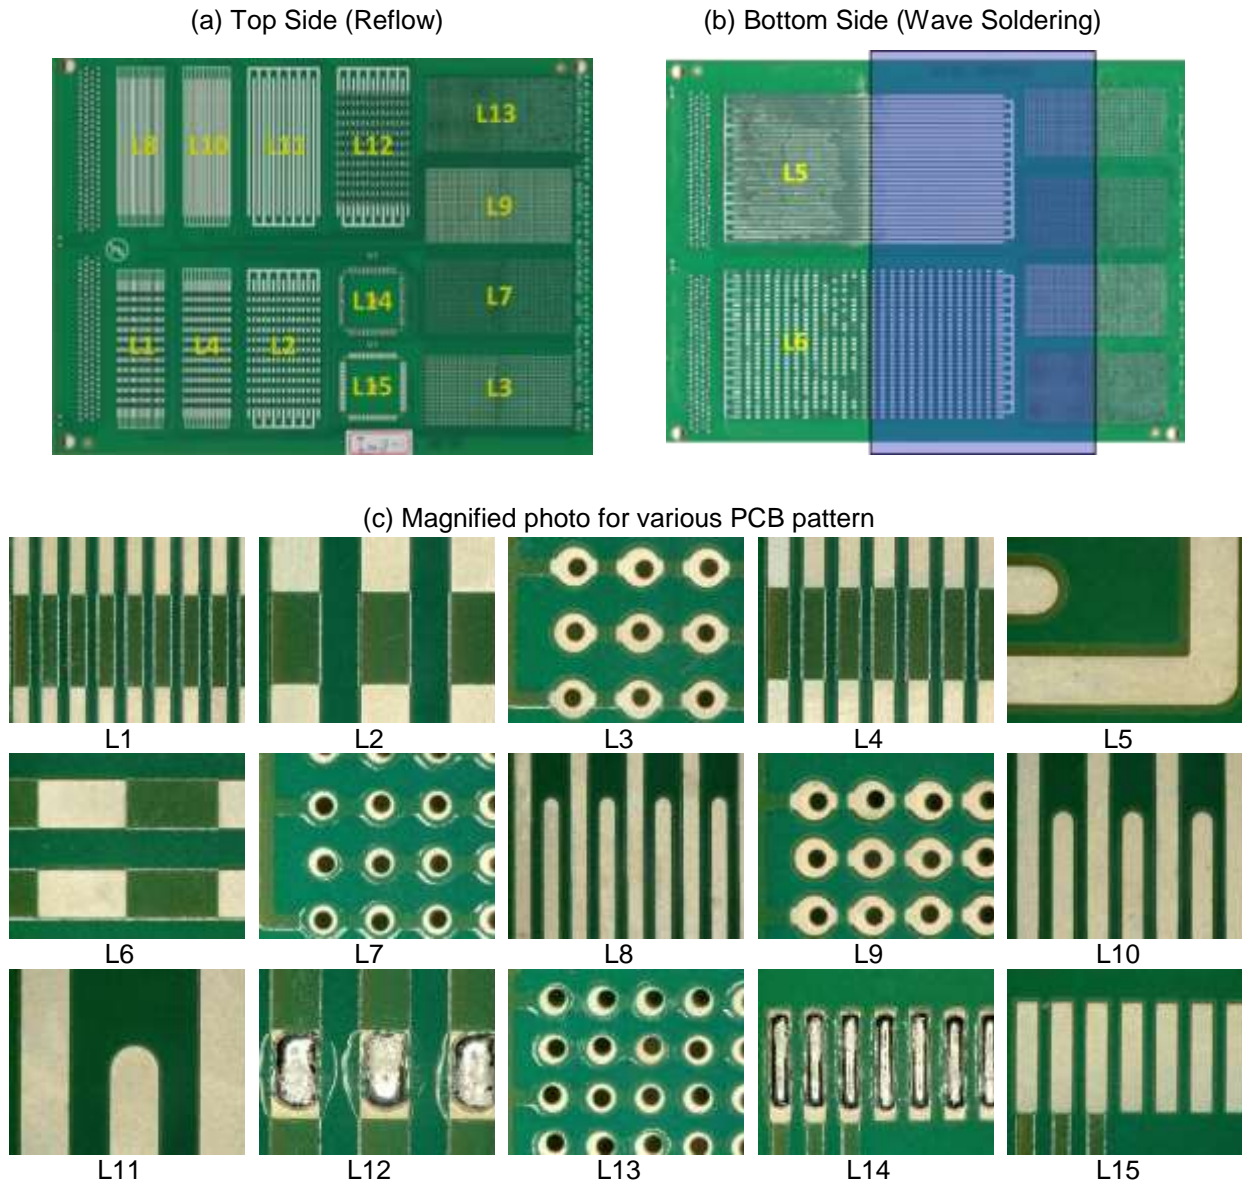 (a) Top Side (Reflow)
(b) Bottom Side (Wave Soldering)
L8 L10 L11 L12 L13
L9
L1 L4 L2 L14 L7
L15 L3
L5
L6
(c) Magnified photo for various PCB pattern
L1 L2 L3 L4 L5
L6 L7 L8 L9 L10
L11 L12 L13 L14 L15